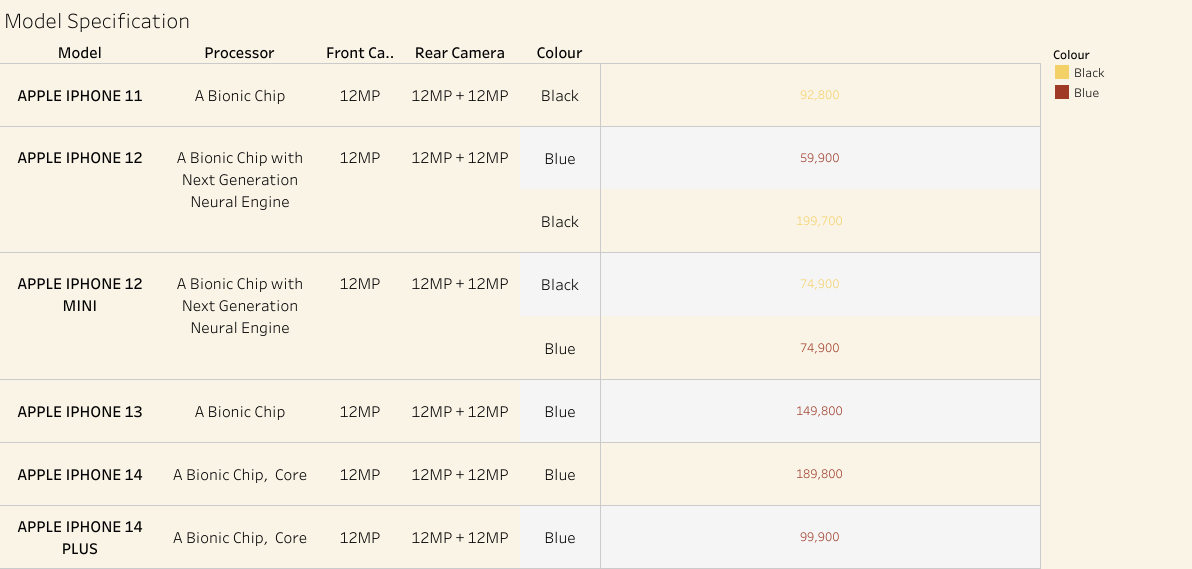 Model Specification
Model Processor Front Ca.. Rear Camera Colour
APPLE IPHONE 11 A Bionic Chip 12MP 12MP + 12MP Black 92,800
APPLE IPHONE 12 A Bionic Chip with 12MP 12MP + 12MP Blue 59,900
Next Generation
Neural Engine
Black 199,700
APPLE IPHONE 12 A Bionic Chip with 12MP 12MP + 12MP Black 74,900
MINI Next Generation
Neural Engine
Blue 74,900
APPLE IPHONE 13 A Bionic Chip 12MP 12MP + 12MP Blue 149,800
APPLE IPHONE 14 A Bionic Chip, Core 12MP 12MP + 12MP Blue 189,800
APPLE IPHONE 14
PLUS A Bionic Chip, Core 12MP 12MP + 12MP Blue 99,900
Colour
Black
Blue